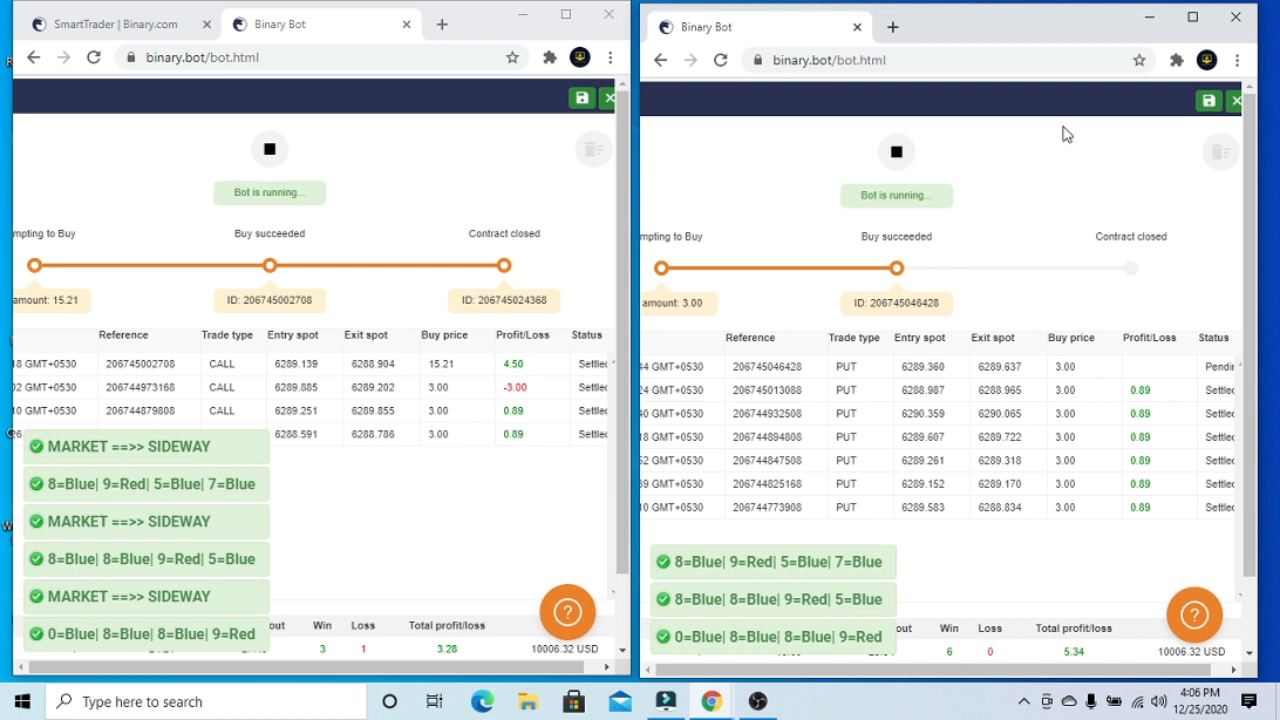 SmartTrader | Binary.com
Binary Bot
binary.bot/bot.html
Bot is running...
mpting to Buy Buy succeeded Contract closed
amount: 15.21 ID: 206745002708 ID: 206745024368
Reference Trade type Entry spot Exit spot Buy price Profit/Loss Status
18 GMT+0530 206745002708 CALL 6289.139 6288.904 15.21 4.50 Settled
02 GMT+0530 206744973168 CALL 6289.885 6289.202 3.00 -3.00 Settled
10 GMT+0530 206744879808 CALL 6289.251 6289.855 3.00 0.89 Settled
26 6288.591 6288.786 3.00 0.89 Settled
MARKET ==>> SIDEWAY
8=Blue| 9=Red| 5=Blue| 7=Blue
MARKET ==>> SIDEWAY
8=Blue| 8=Blue| 9=Red| 5=Blue
MARKET ==>> SIDEWAY
0=Blue| 8=Blue| 8=Blue| 9=Red
out Win Loss Total profit/loss
3 1 3.28 10006.32 USD
Binary Bot
binary.bot/bot.html
Bot is running...
mpting to Buy Buy succeeded Contract closed
amount: 3.00 ID: 206745046428
Reference Trade type Entry spot Exit spot Buy price Profit/Loss Status
44 GMT+0530 206745046428 PUT 6289.360 6289.637 3.00 Pendin
24 GMT+0530 206745013088 PUT 6288.987 6288.965 3.00 0.89 Settled
40 GMT+0530 206744932508 PUT 6290.359 6290.065 3.00 0.89 Settled
18 GMT+0530 206744894808 PUT 6289.607 6289.722 3.00 0.89 Settled
52 GMT+0530 206744847508 PUT 6289.261 6289.318 3.00 0.89 Settled
39 GMT+0530 206744825168 PUT 6289.152 6289.170 3.00 0.89 Settled
10 GMT+0530 206744773908 PUT 6289.583 6288.834 3.00 0.89 Settled
8=Blue| 9=Red| 5=Blue| 7=Blue
8=Blue| 8=Blue| 9=Red| 5=Blue
0=Blue| 8=Blue| 8=Blue| 9=Red
out Win Loss Total profit/loss
6 0 5.34 10006.32 USD
Type here to search
4:06 PM
12/25/2020